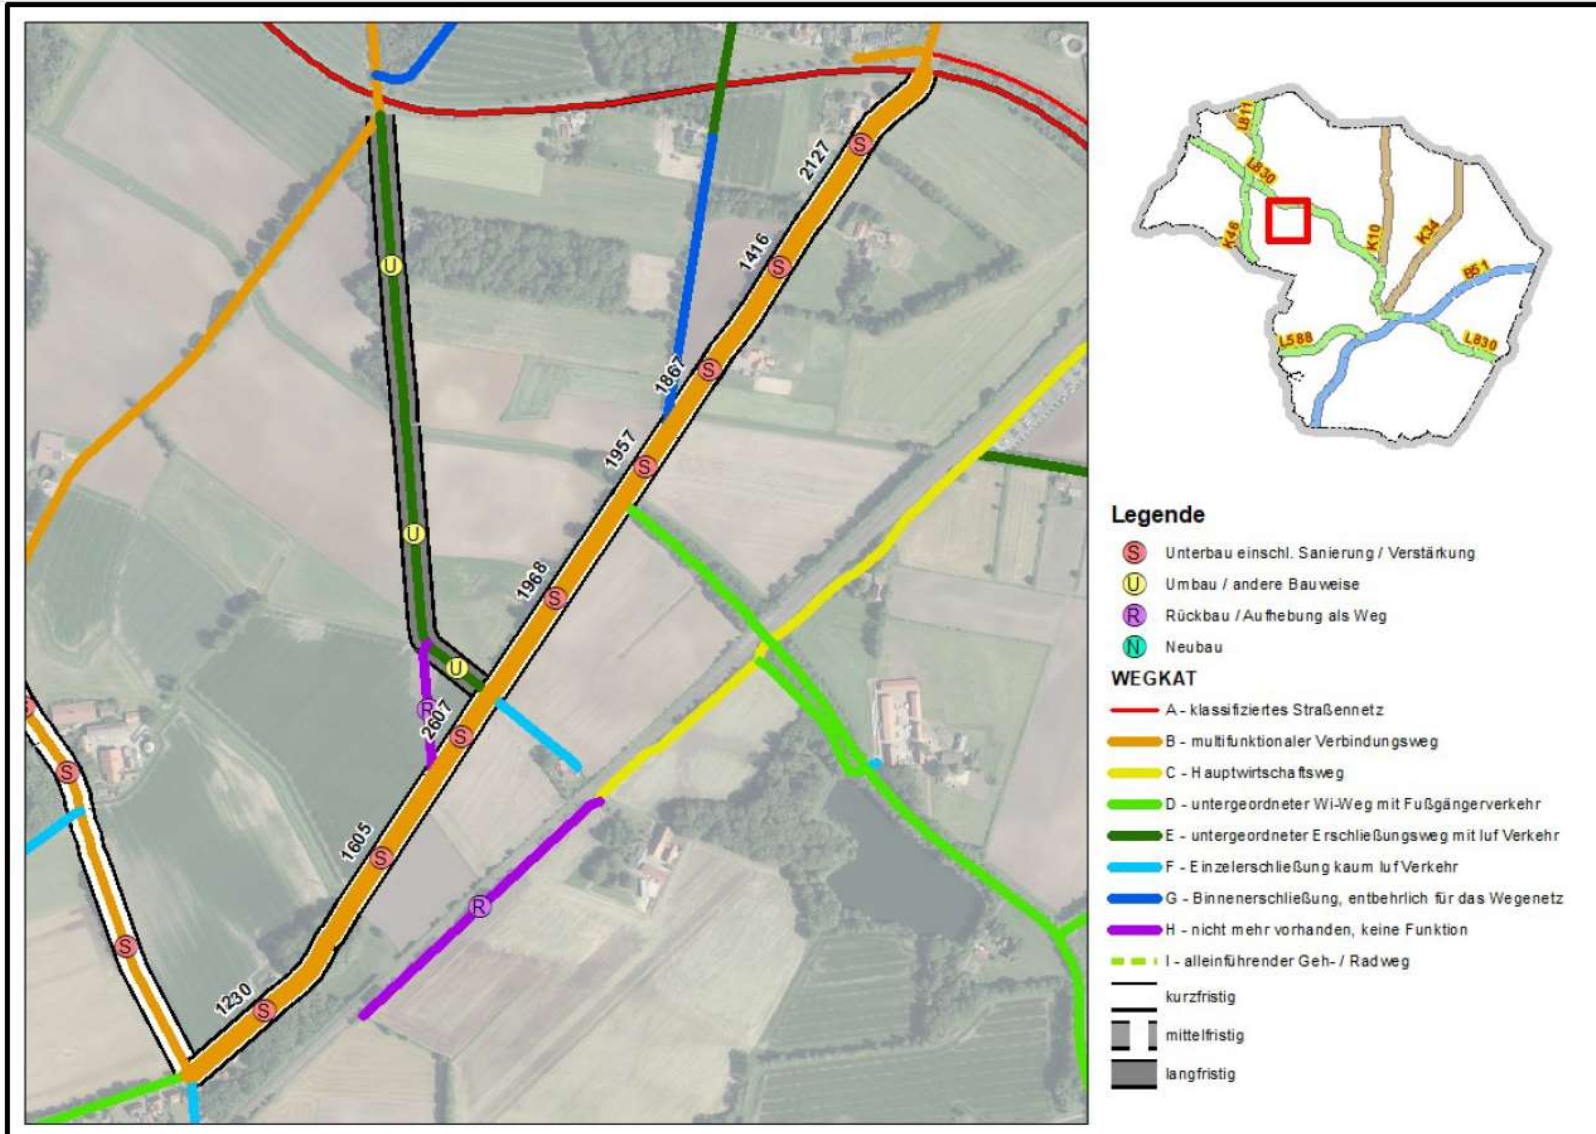 2127
1416
1867
1957
1968
2607
1605
1230
U
U
U
S
S
S
S
S
S
S
S
S
S
S
R
R
L811
L830
K46
K10
K34
B51
L588
L830
Legende
S Unterbau einschl. Sanierung / Verstärkung
U Umbau / andere Bauweise
R Rückbau / Aufhebung als Weg
N Neubau
WEGKAT
A - klassifiziertes Straßennetz
B - multifunktionaler Verbindungsweg
C - Hauptwirtschaftsweg
D - untergeordneter Wi-Weg mit Fußgängerverkehr
E - untergeordneter Erschließungsweg mit luf Verkehr
F - Einzelerschließung kaum luf Verkehr
G - Binnenerschließung, entbehrlich für das Wegenetz
H - nicht mehr vorhanden, keine Funktion
I - alleinführender Geh- / Radweg
kurzfristig
mittelfristig
langfristig